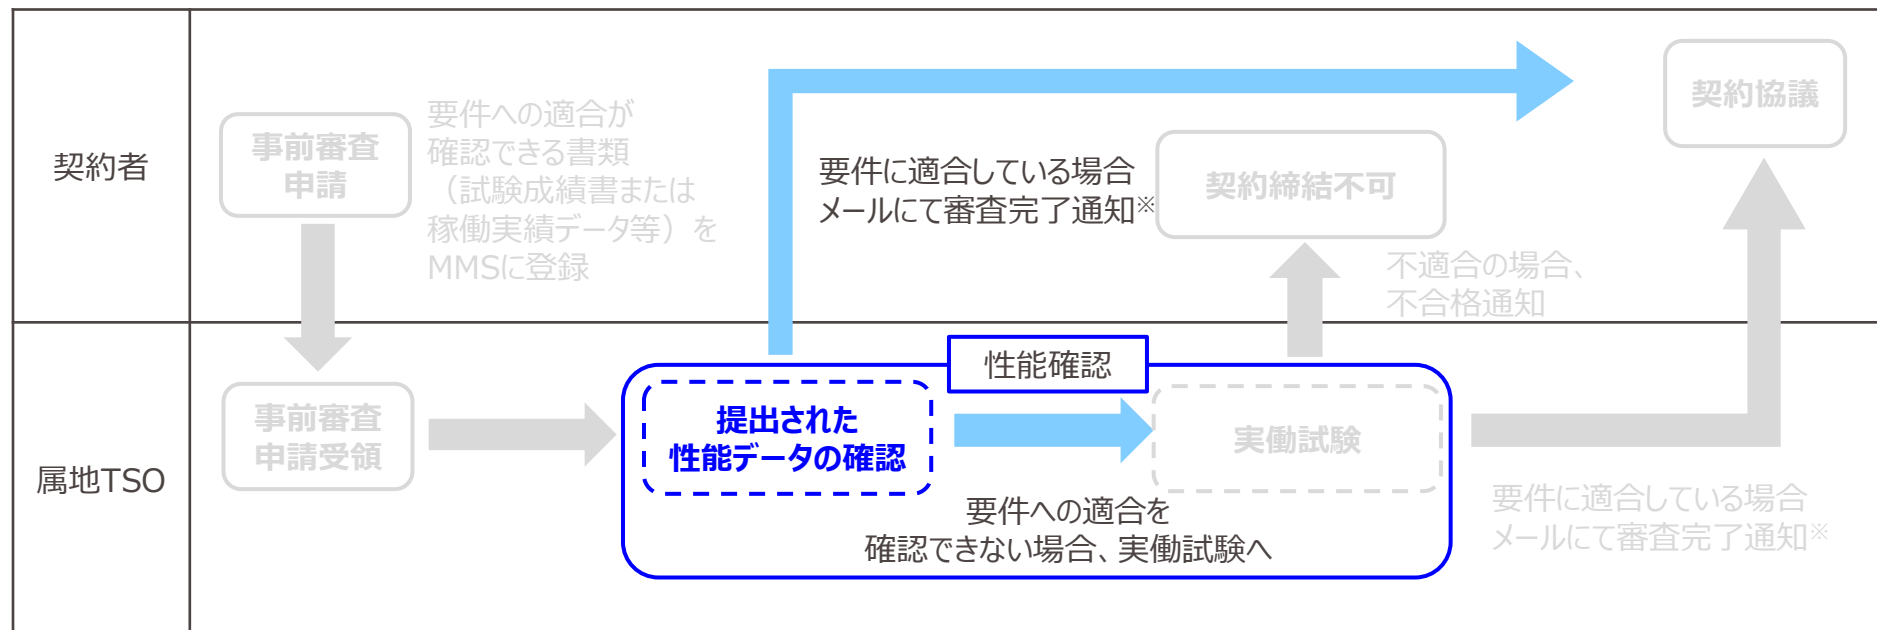 契約者
事前審査
申請
要件への適合が
確認できる書類
（試験成績書または
稼働実績データ等）を
MMSに登録
要件に適合している場合
メールにて審査完了通知※
契約締結不可
契約協議
不適合の場合、
不合格通知
属地TSO
事前審査
申請受領
性能確認
提出された
性能データの確認
実働試験
要件への適合を
確認できない場合、実働試験へ
要件に適合している場合
メールにて審査完了通知※